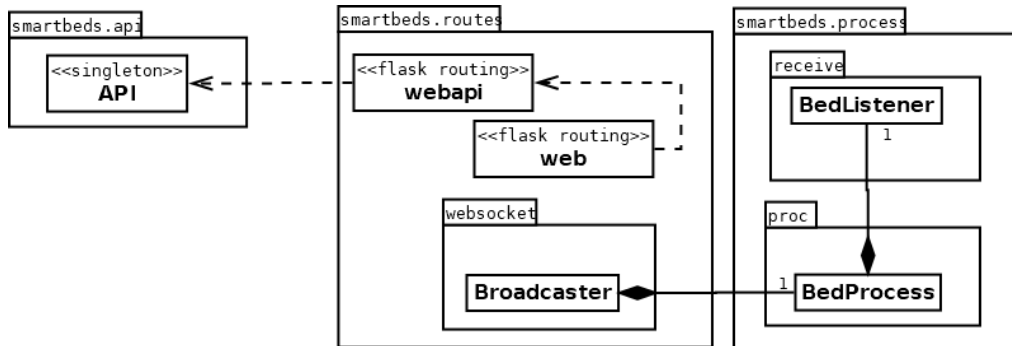 smartbeds.api
<<singleton>>
API
smartbeds.routes
<<flask routing>>
webapi
<<flask routing>>
web
websocket
Broadcaster
smartbeds.process
receive
BedListener
1
proc
1
BedProcess